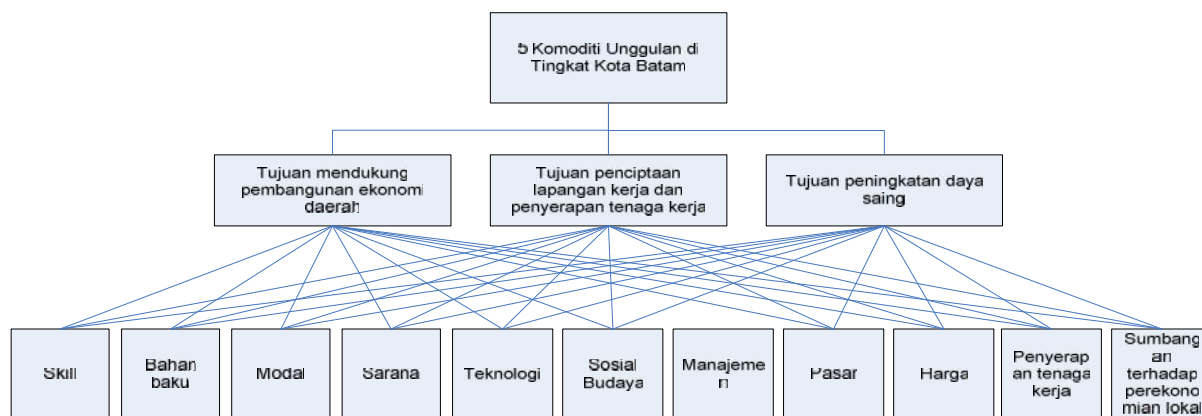 5 Komoditi Unggulan di
Tingkat Kota Batam
Tujuan mendukung
pembangunan ekonomi
daerah
Tujuan penciptaan
lapangan kerja dan
penyerapan tenaga kerja
Tujuan peningkatan daya
saing
Skill
Bahan
baku
Modal
Sarana
Teknologi
Sosial
Budaya
Manajeme
n
Pasar
Harga
Penyerap
an tenaga
kerja
Sumbang
an
terhadap
perekono
mian lokal